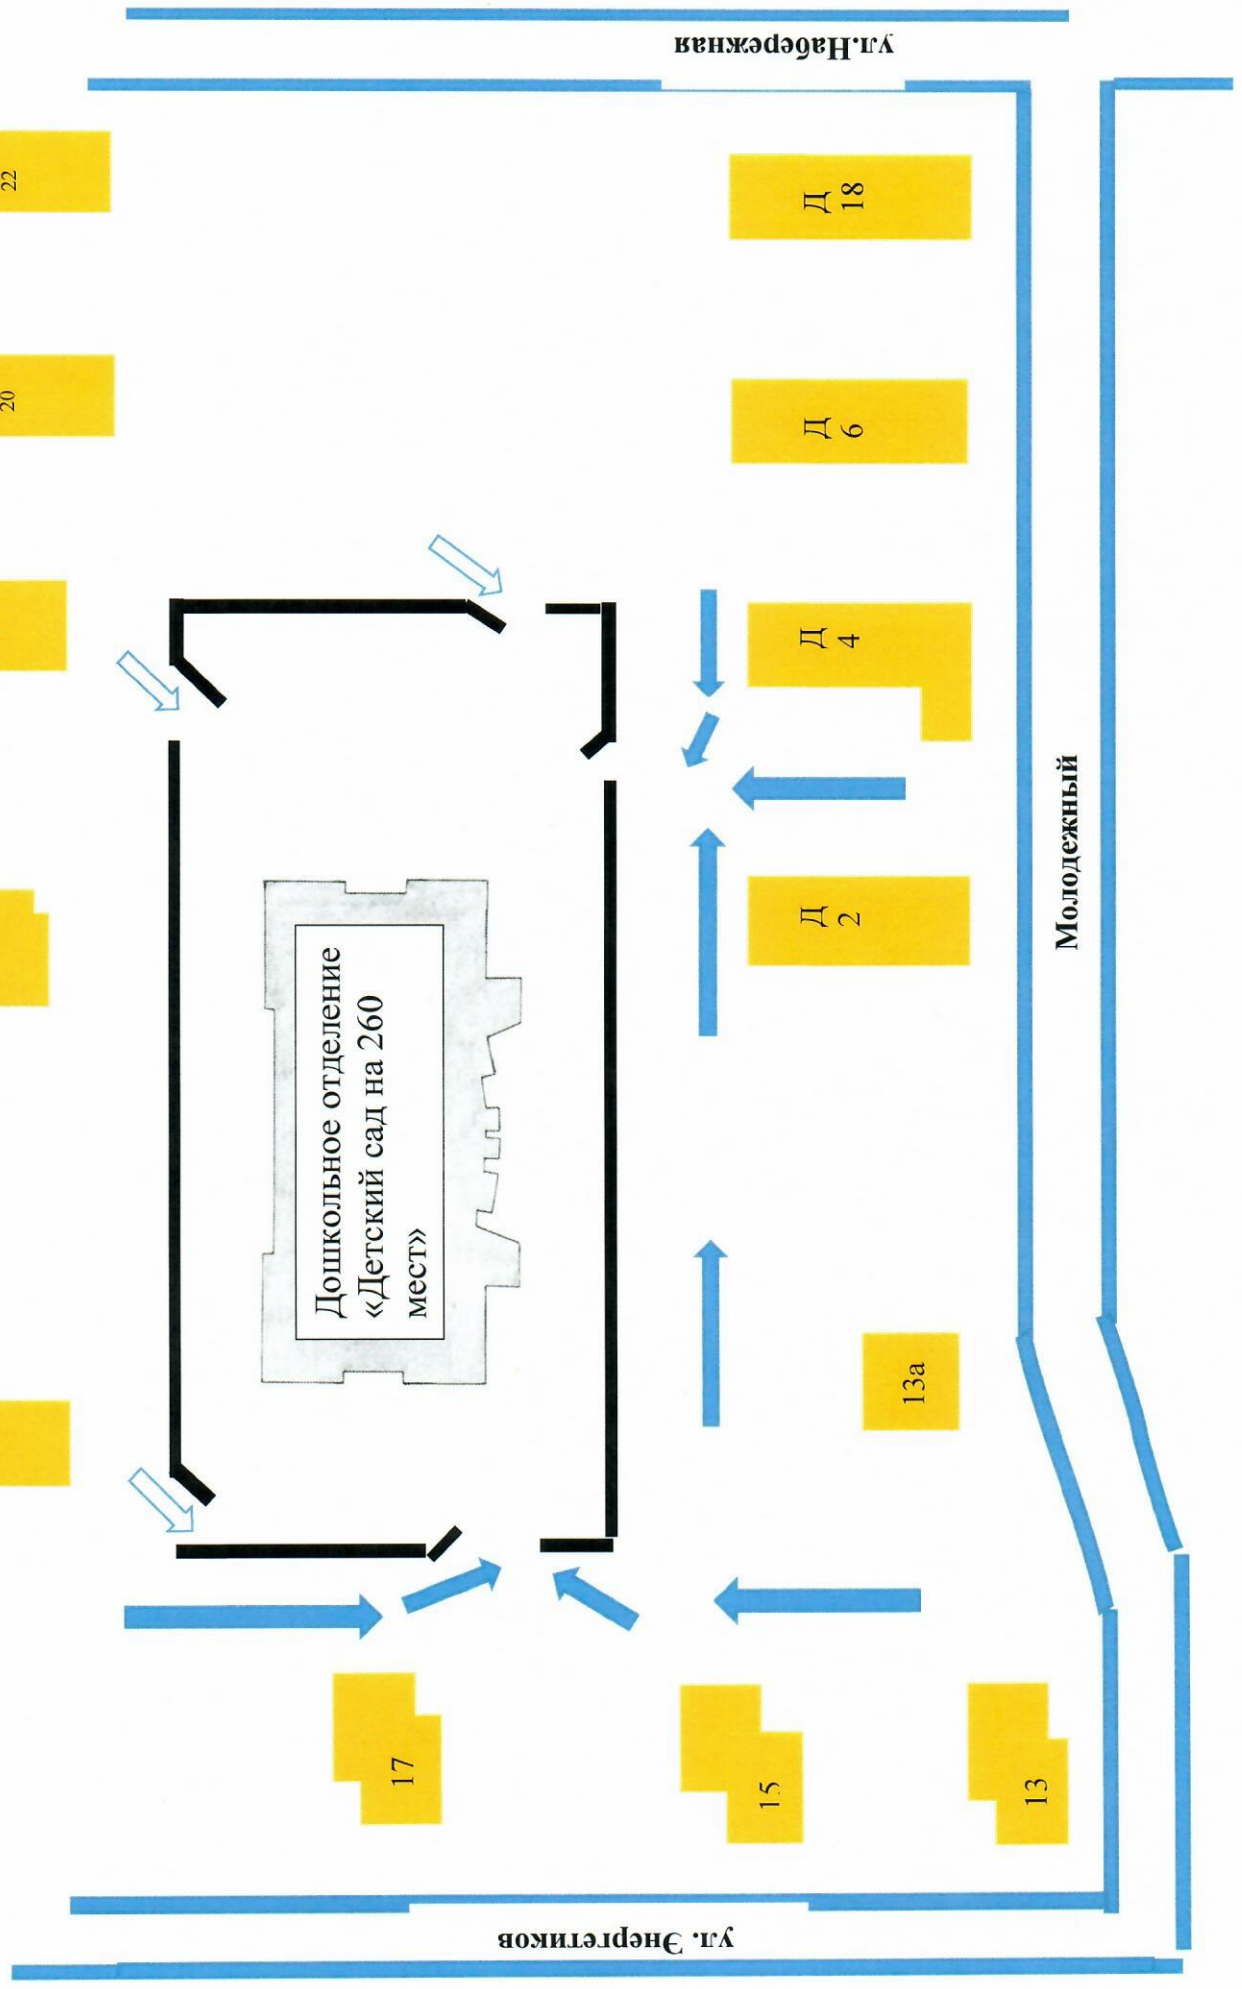 ул.Набережная
22
20
Д
18
Д
6
Д
4
Д
2
Молодежный
Дошкольное отделение
«Детский сад на 260
мест»
13а
17
15
13
ул. Энергетиков